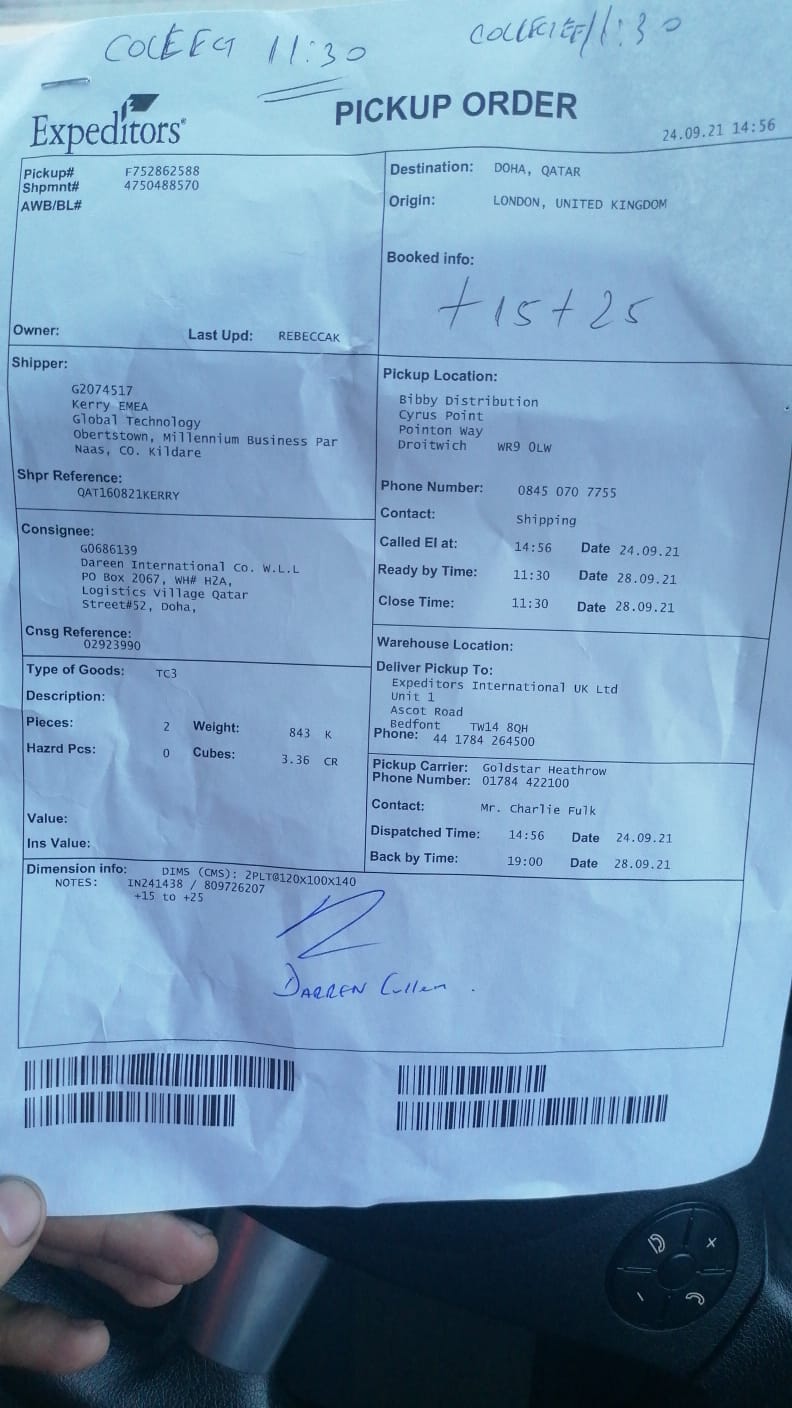 COLLECT 11:30
COLLECTED/11:30
Expeditors®
PICKUP ORDER
24.09.21 14:56
Pickup# F752862588
Shpmnt# 4750488570
AWB/BL#
Owner: Last Upd: REBECCAK
Destination: DOHA, QATAR
Origin: LONDON, UNITED KINGDOM
Booked info:
+15+25
Shipper:
G2074517
Kerry EMEA
Global Technology
Obertstown, Millennium Business Par
Naas, CO. Kildare
Shpr Reference:
QAT160821KERRY
Pickup Location:
Bibby Distribution
Cyrus Point
Pointon Way
Droitwich WR9 0LW
Phone Number: 0845 070 7755
Contact: Shipping
Called EI at: 14:56 Date 24.09.21
Ready by Time: 11:30 Date 28.09.21
Close Time: 11:30 Date 28.09.21
Consignee:
G0686139
Dareen International Co. W.L.L
PO Box 2067, WH# H2A,
Logistics Village Qatar
Street#52, Doha,
Cnsg Reference:
02923990
Warehouse Location:
Deliver Pickup To:
Expeditors International UK Ltd
Unit 1
Ascot Road
Bedfont TW14 8QH
Phone: 44 1784 264500
Type of Goods: TC3
Description:
Pieces: 2 Weight: 843 K
Hazrd Pcs: 0 Cubes: 3.36 CR
Value:
Ins Value:
Pickup Carrier: Goldstar Heathrow
Phone Number: 01784 422100
Contact: Mr. Charlie Fulk
Dispatched Time: 14:56 Date 24.09.21
Back by Time: 19:00 Date 28.09.21
Dimension info: DIMS (CMS): 2PLT@120X100X140
NOTES: IN241438 / 809726207
+15 to +25
DARREN Cullen .